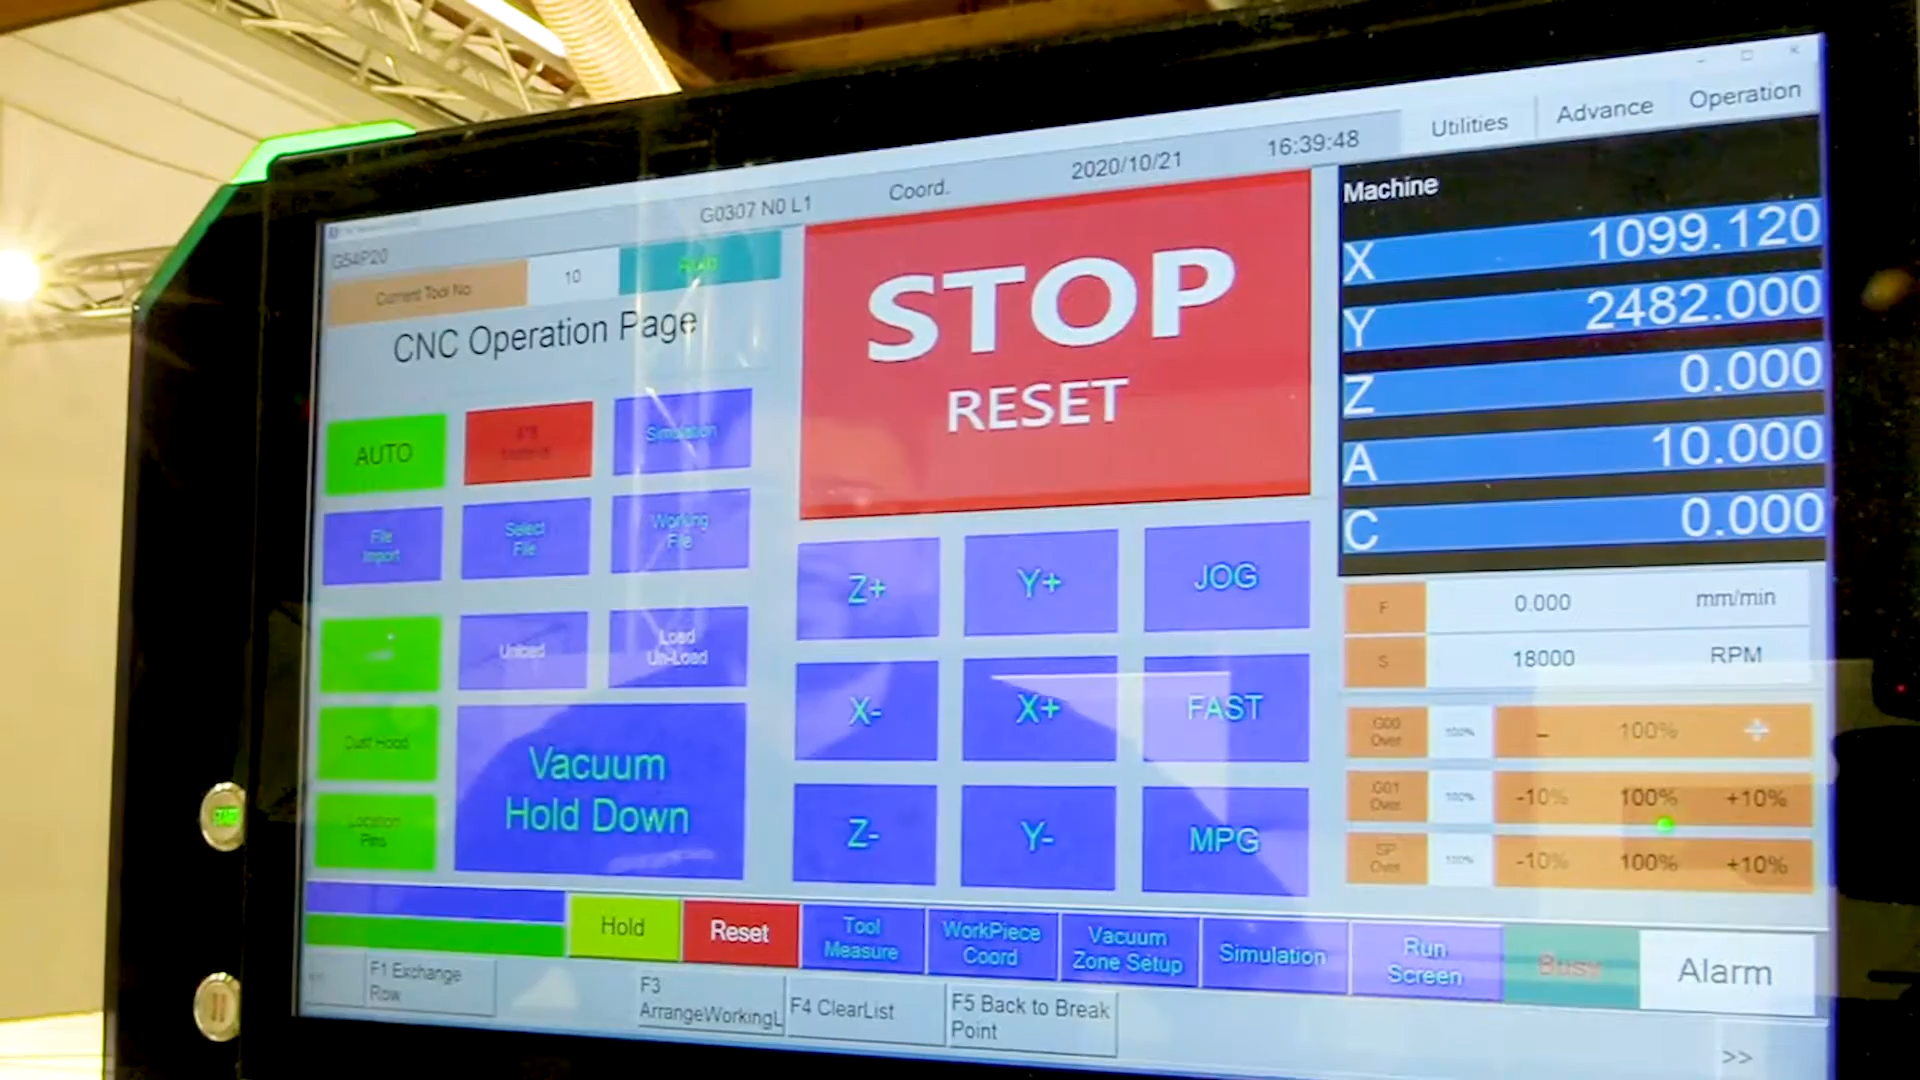 Utilities
Advance
Operation
G0307 N0 L1
Coord.
2020/10/21
16:39:48
G54P20
Current Tool No
10
CNC Operation Page
STOP
RESET
Machine
X 1099.120
Y 2482.000
Z 0.000
A 10.000
C 0.000
AUTO
Simulation
File
Import
Select
File
Working
File
Unload
Load
Un-Load
Dust Hood
Location
Pins
Vacuum
Hold Down
Z+
Y+
JOG
X-
X+
FAST
Z-
Y-
MPG
F 0.000 mm/min
S 18000 RPM
G00
Over
100%
- 100% +
G01
Over
100%
-10% 100% +10%
SP
Over
100%
-10% 100% +10%
Hold
Reset
Tool
Measure
WorkPiece
Coord
Vacuum
Zone Setup
Simulation
Run
Screen
Busy
Alarm
F1 Exchange
Row
F3
ArrangeWorkingL
F4 ClearList
F5 Back to Break
Point
>>